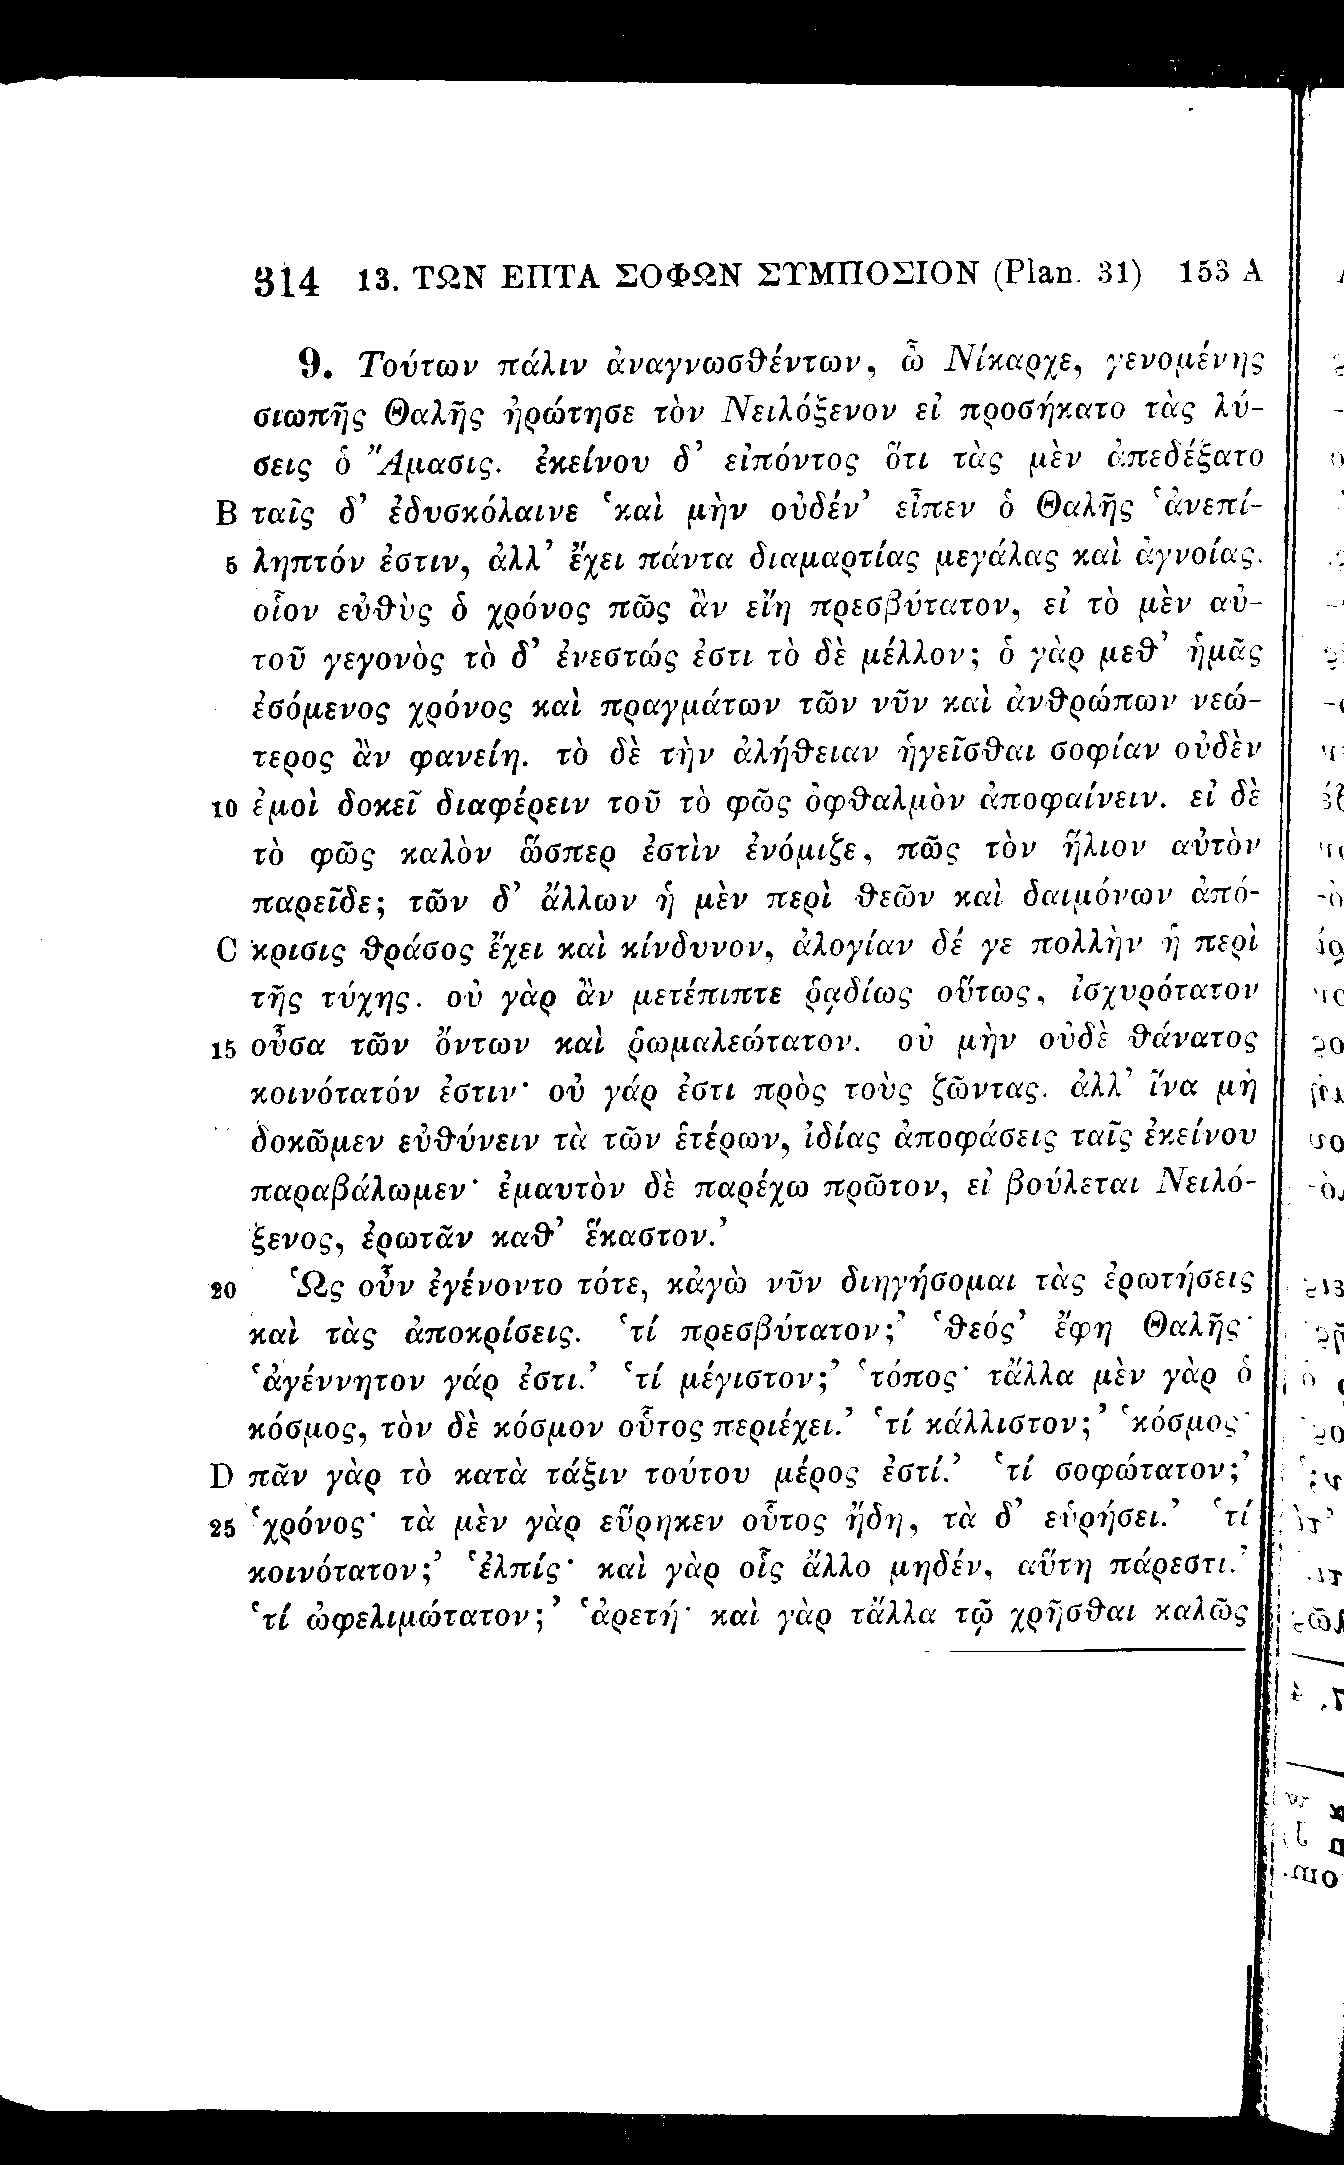 314 13. ΤΩΝ ΕΠΤΑ ΣΟΦΩΝ ΣΥΜΠΟΣΙΟΝ (Plan. 31) 153 A
9. Τούτων πάλιν ἀναγνωσθέντων, ὦ Νίκαρχε, γενομένης
σιωπῆς Θαλῆς ἠρώτησε τὸν Νειλόξενον εἰ προσήκατο τὰς λύ-
σεις ὁ Ἄμασις. ἐκείνου δ’ εἰπόντος ὅτι τὰς μὲν ἀπεδέξατο
B ταῖς δ’ ἐδυσκόλαινε ‘καὶ μὴν οὐδέν’ εἶπεν ὁ Θαλῆς ‘ἀνεπί-
5 ληπτόν ἐστιν, ἀλλ’ ἔχει πάντα διαμαρτίας μεγάλας καὶ ἀγνοίας.
οἷον εὐθὺς ὁ χρόνος πῶς ἂν εἴη πρεσβύτατον, εἰ τὸ μὲν αὐ-
τοῦ γεγονὸς τὸ δ’ ἐνεστώς ἐστι τὸ δὲ μέλλον; ὁ γὰρ μεθ’ ἡμᾶς
ἐσόμενος χρόνος καὶ πραγμάτων τῶν νῦν καὶ ἀνθρώπων νεώ-
τερος ἂν φανείη. τὸ δὲ τὴν ἀλήθειαν ἡγεῖσθαι σοφίαν οὐδὲν
10 ἐμοὶ δοκεῖ διαφέρειν τοῦ τὸ φῶς ὀφθαλμὸν ἀποφαίνειν. εἰ δὲ
τὸ φῶς καλὸν ὥσπερ ἐστὶν ἐνόμιζε, πῶς τὸν ἥλιον αὐτὸν
παρεῖδε; τῶν δ’ ἄλλων ἡ μὲν περὶ θεῶν καὶ δαιμόνων ἀπό-
C κρισις θράσος ἔχει καὶ κίνδυνον, ἀλογίαν δέ γε πολλὴν ἡ περὶ
τῆς τύχης. οὐ γὰρ ἂν μετέπιπτε ῥᾳδίως οὕτως, ἰσχυρότατον
15 οὖσα τῶν ὄντων καὶ ῥωμαλεώτατον. οὐ μὴν οὐδὲ θάνατος
κοινότατόν ἐστιν· οὐ γάρ ἐστι πρὸς τοὺς ζῶντας. ἀλλ’ ἵνα μὴ
δοκῶμεν εὐθύνειν τὰ τῶν ἑτέρων, ἰδίας ἀποφάσεις ταῖς ἐκείνου
παραβάλωμεν· ἐμαυτὸν δὲ παρέχω πρῶτον, εἰ βούλεται Νειλό-
ξενος, ἐρωτᾶν καθ’ ἕκαστον.’
20 Ὡς οὖν ἐγένοντο τότε, κἀγὼ νῦν διηγήσομαι τὰς ἐρωτήσεις
καὶ τὰς ἀποκρίσεις. ‘τί πρεσβύτατον;’ ‘θεός’ ἔφη Θαλῆς·
‘ἀγέννητον γάρ ἐστι.’ ‘τί μέγιστον;’ ‘τόπος· τἄλλα μὲν γὰρ ὁ
κόσμος, τὸν δὲ κόσμον οὗτος περιέχει.’ ‘τί κάλλιστον;’ ‘κόσμος·
D πᾶν γὰρ τὸ κατὰ τάξιν τούτου μέρος ἐστί.’ ‘τί σοφώτατον;’
25 ‘χρόνος· τὰ μὲν γὰρ εὕρηκεν οὗτος ἤδη, τὰ δ’ εὑρήσει.’ ‘τί
κοινότατον;’ ‘ἐλπίς· καὶ γὰρ οἷς ἄλλο μηδέν, αὕτη πάρεστι.’
‘τί ὠφελιμώτατον;’ ‘ἀρετή· καὶ γὰρ τἄλλα τῷ χρῆσθαι καλῶς